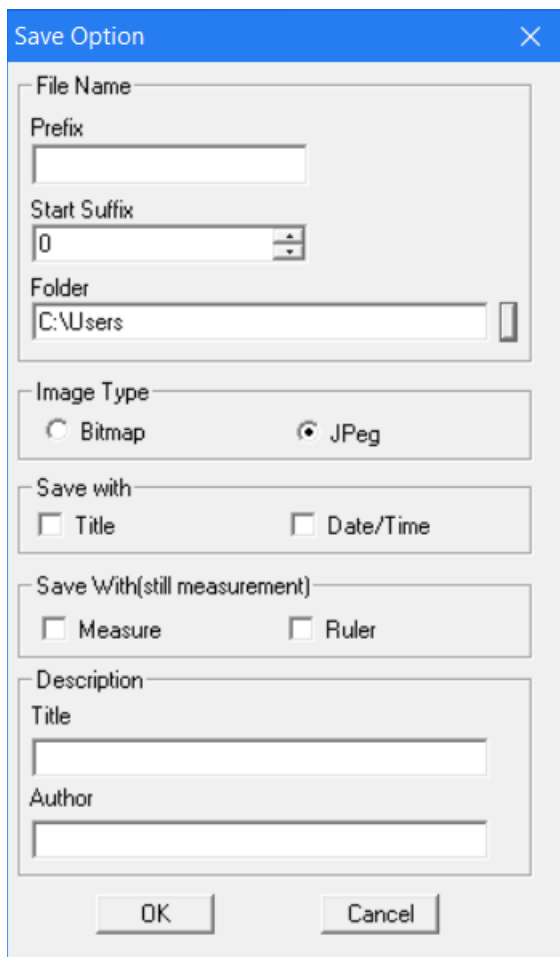 Save Option
File Name
Prefix
Start Suffix
0
Folder
C:\Users
Image Type
Bitmap JPeg
Save with
Title Date/Time
Save With(still measurement)
Measure Ruler
Description
Title
Author
OK Cancel